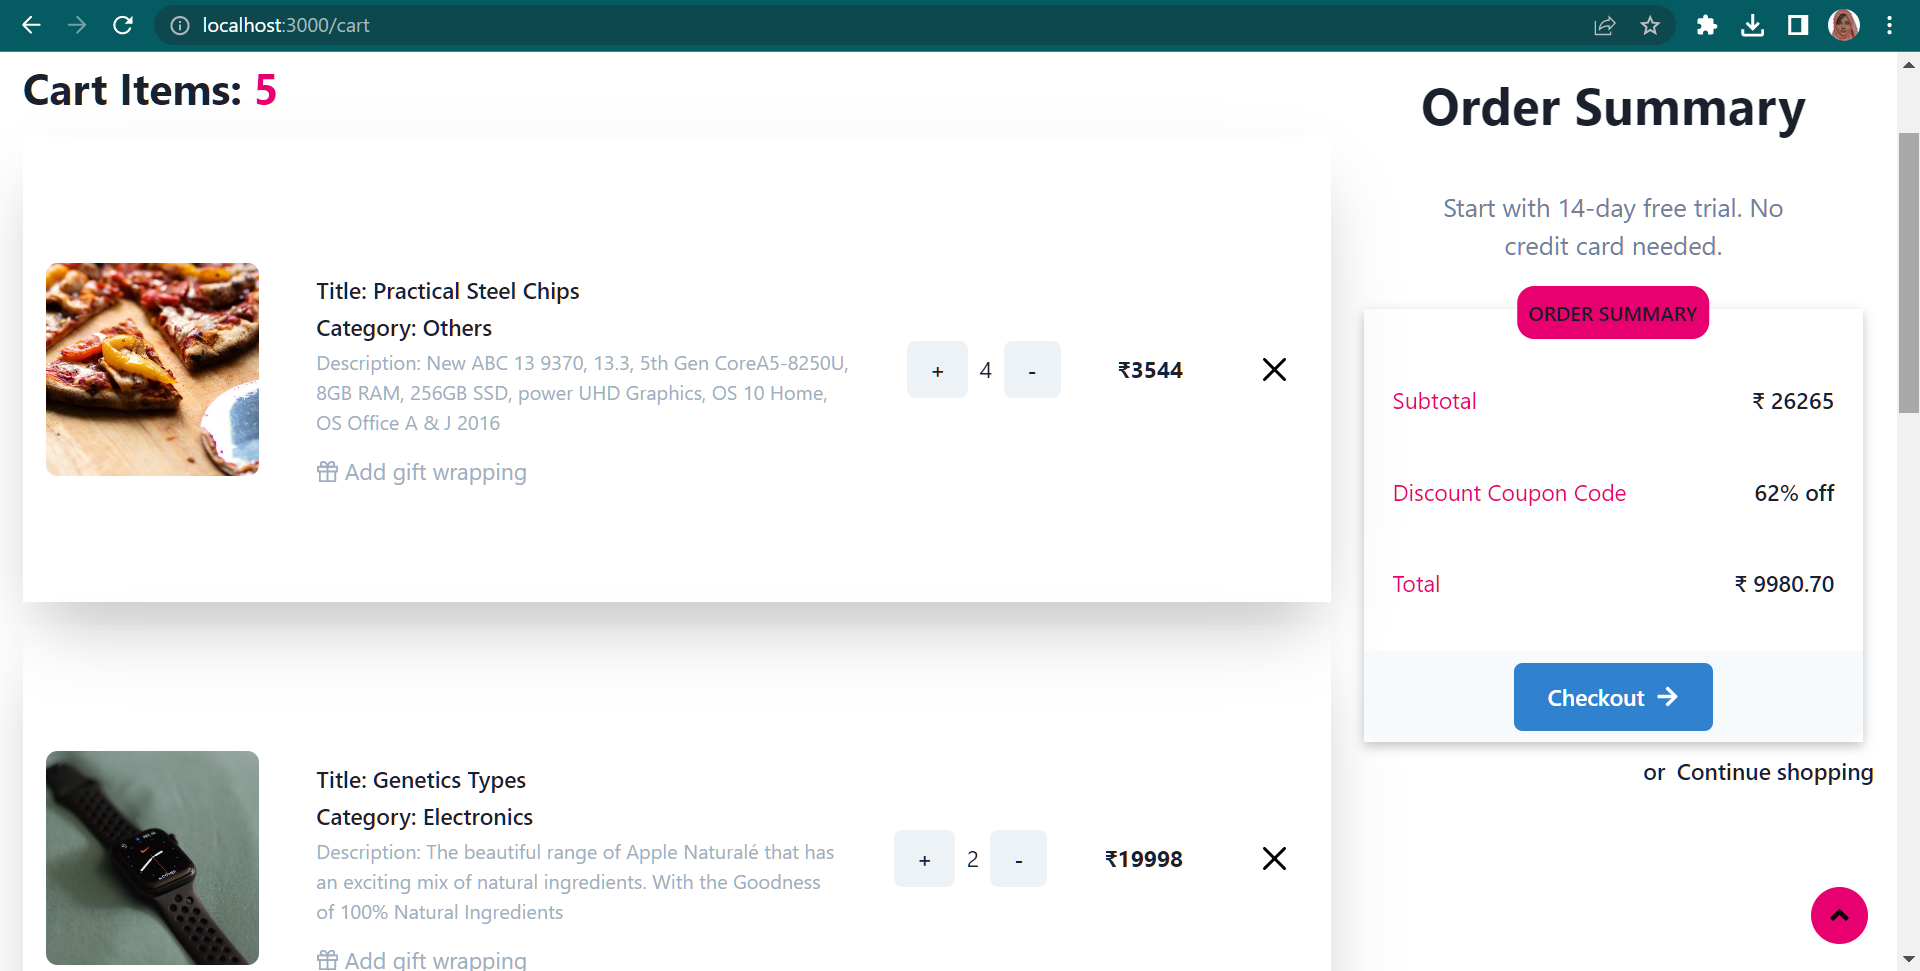 localhost:3000/cart
Cart Items: 5
Title: Practical Steel Chips
Category: Others
Description: New ABC 13 9370, 13.3, 5th Gen CoreA5-8250U,
8GB RAM, 256GB SSD, power UHD Graphics, OS 10 Home,
OS Office A & J 2016
Add gift wrapping
+ 4 -
₹3544
Title: Genetics Types
Category: Electronics
Description: The beautiful range of Apple Naturalé that has
an exciting mix of natural ingredients. With the Goodness
of 100% Natural Ingredients
Add gift wrapping
+ 2 -
₹19998
Order Summary
Start with 14-day free trial. No
credit card needed.
ORDER SUMMARY
Subtotal ₹ 26265
Discount Coupon Code 62% off
Total ₹ 9980.70
Checkout
or Continue shopping